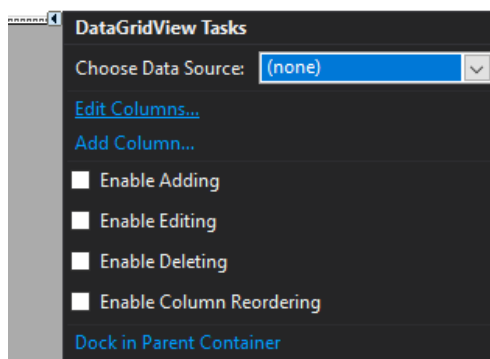 DataGridView Tasks
Choose Data Source: (none)
Edit Columns...
Add Column...
Enable Adding
Enable Editing
Enable Deleting
Enable Column Reordering
Dock in Parent Container